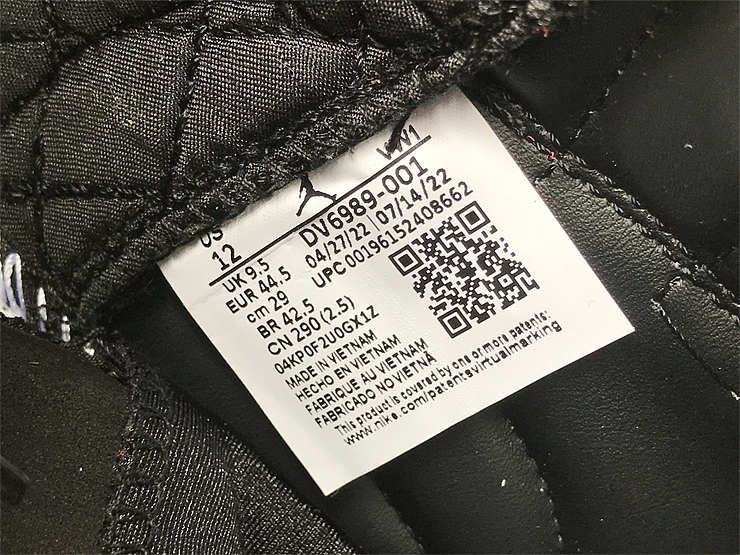 VN1
US
12
DV6989-001
UK 9.5
04/27/22 | 07/14/22
EUR 44.5
UPC 00196152408662
cm 29
BR 42.5
CN 290 (2.5)
04KP0F2U0GX1Z
MADE IN VIETNAM
HECHO EN VIETNAM
FABRIQUE AU VIETNAM
FABRICADO NO VIETNÃ
This product is covered by one or more patents:
www.nike.com/patentsvirtualmarking